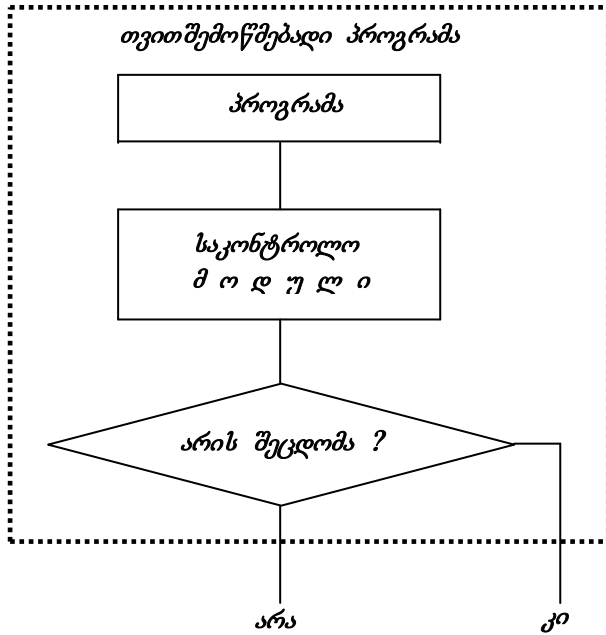 თვითშემოწმებადი პროგრამა
პროგრამა
საკონტროლო
მ ო დ უ ლ ი
არის შეცდომა ?
არა
კი